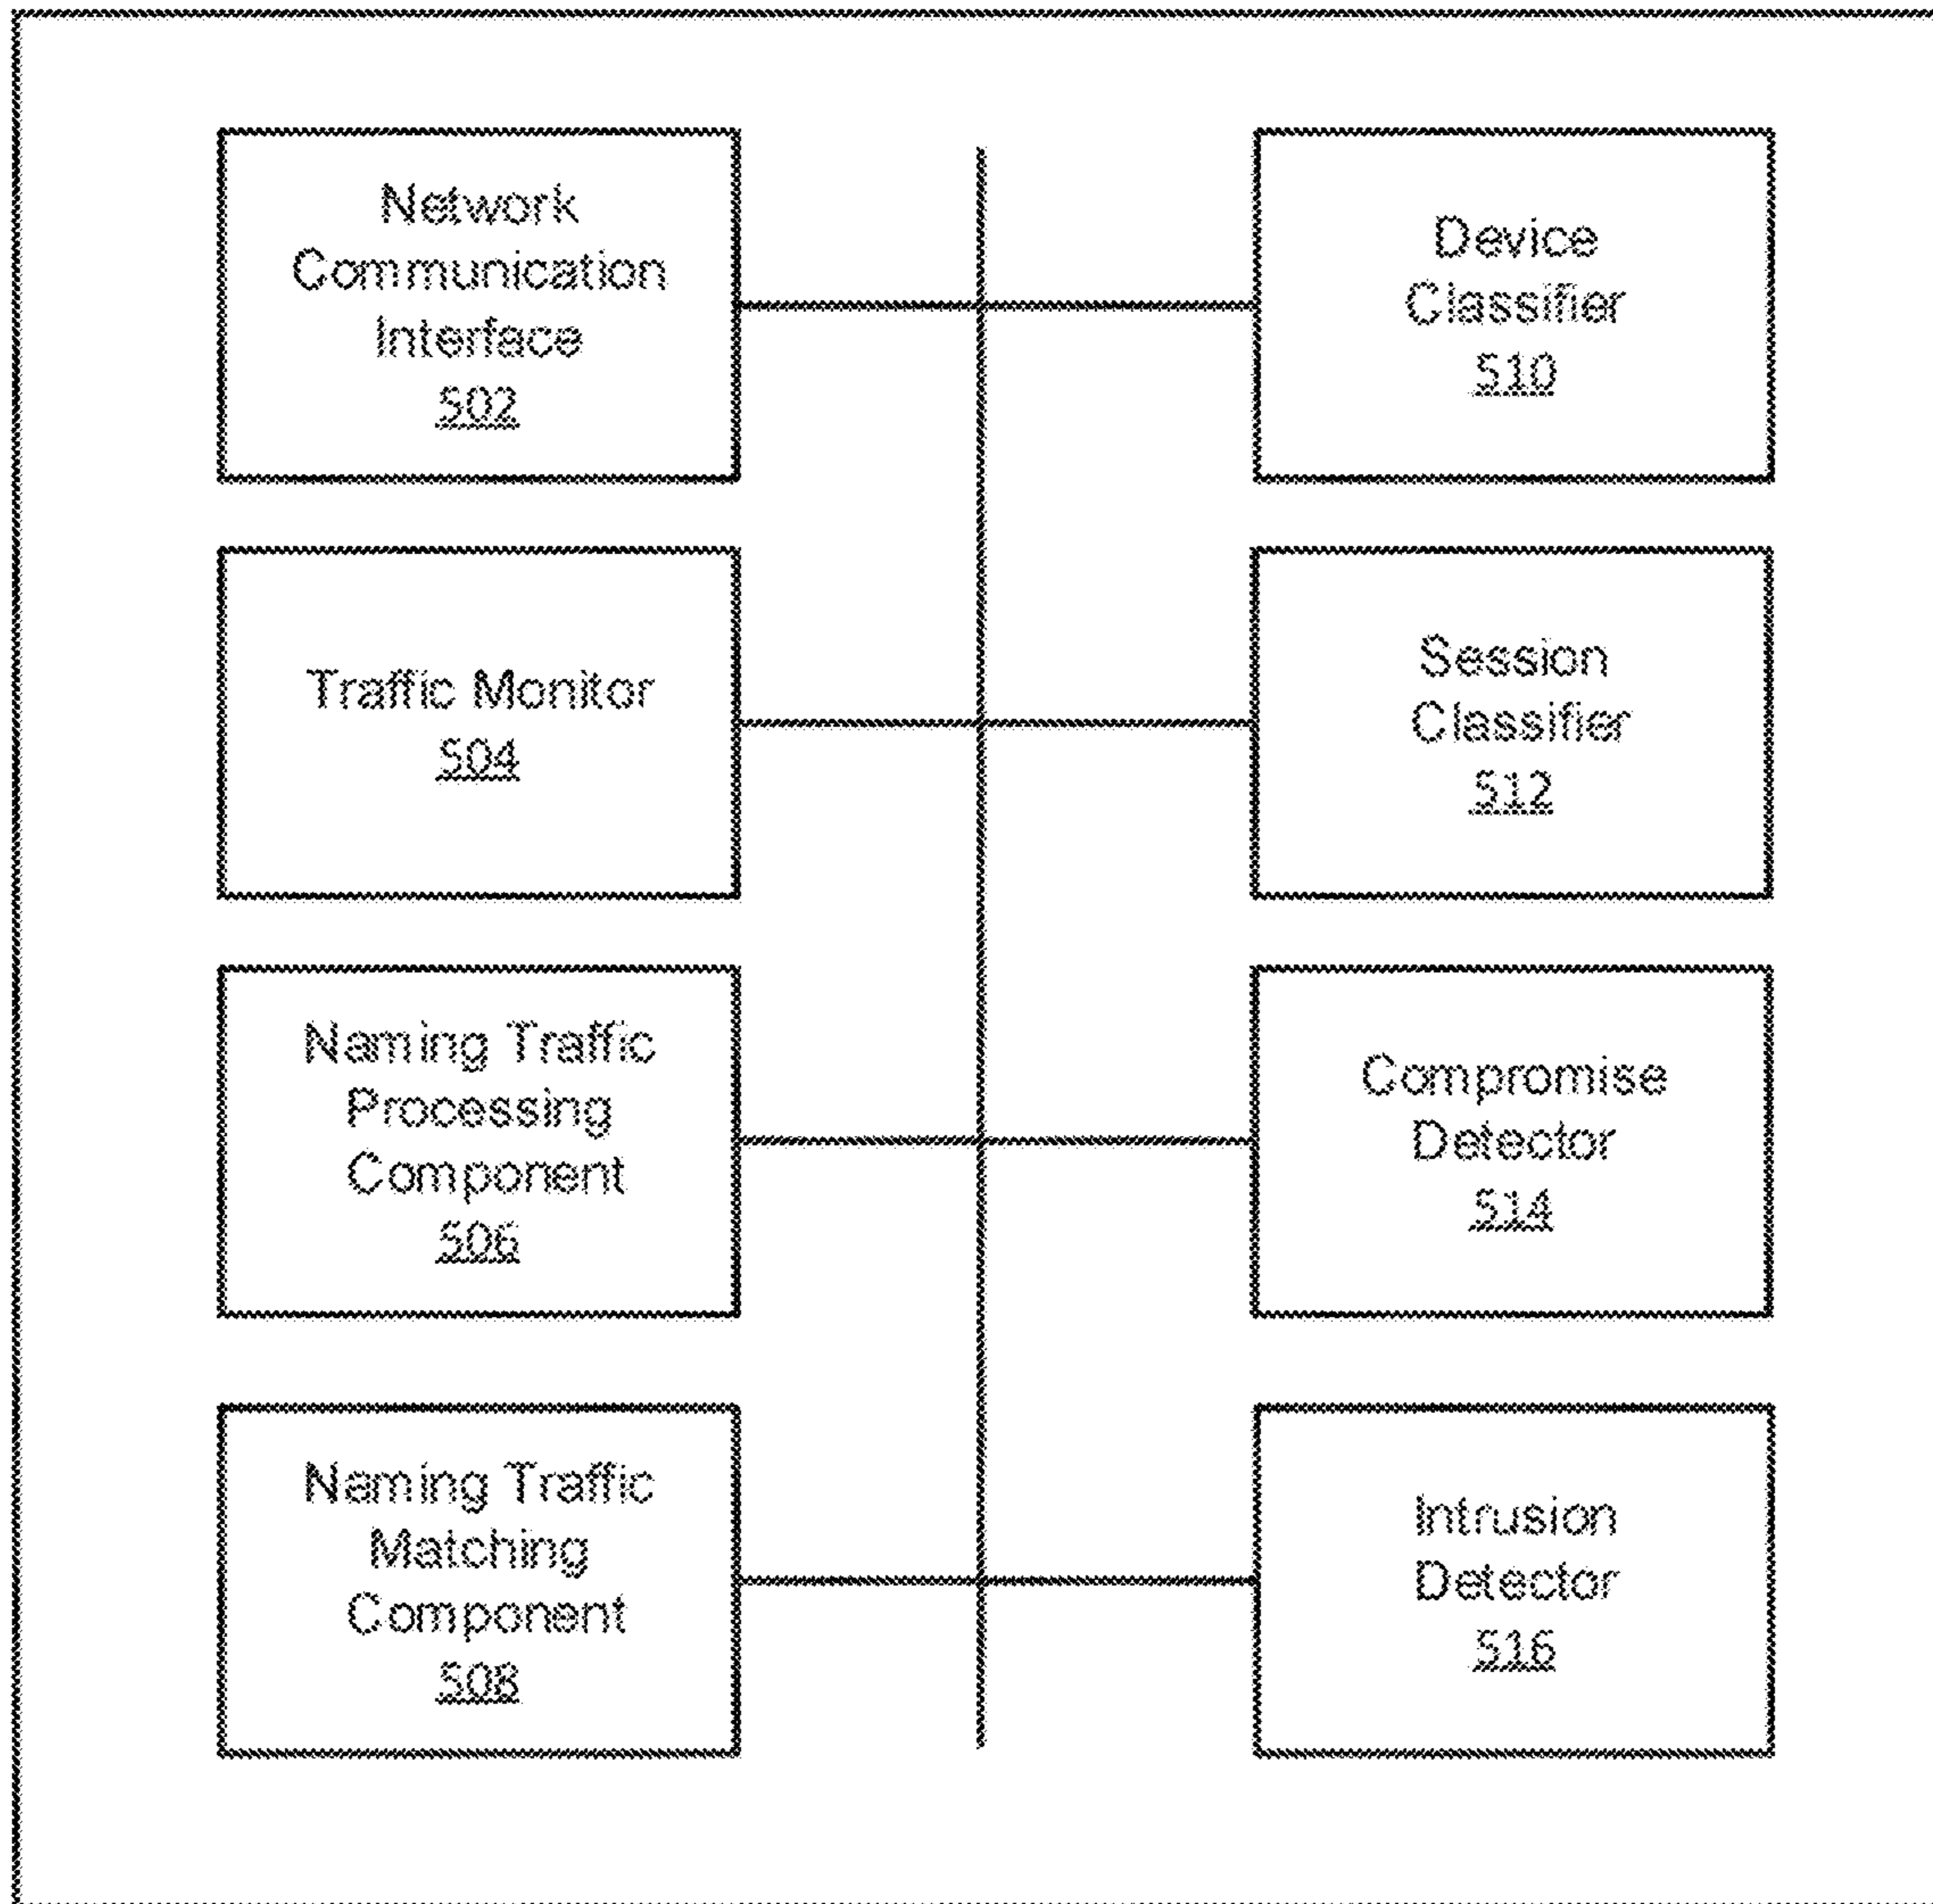 Network
Communication
Interface
502
Traffic Monitor
504
Naming Traffic
Processing
Component
506
Naming Traffic
Matching
Component
508
Device
Classifier
510
Session
Classifier
512
Compromise
Detector
514
Intrusion
Detector
516